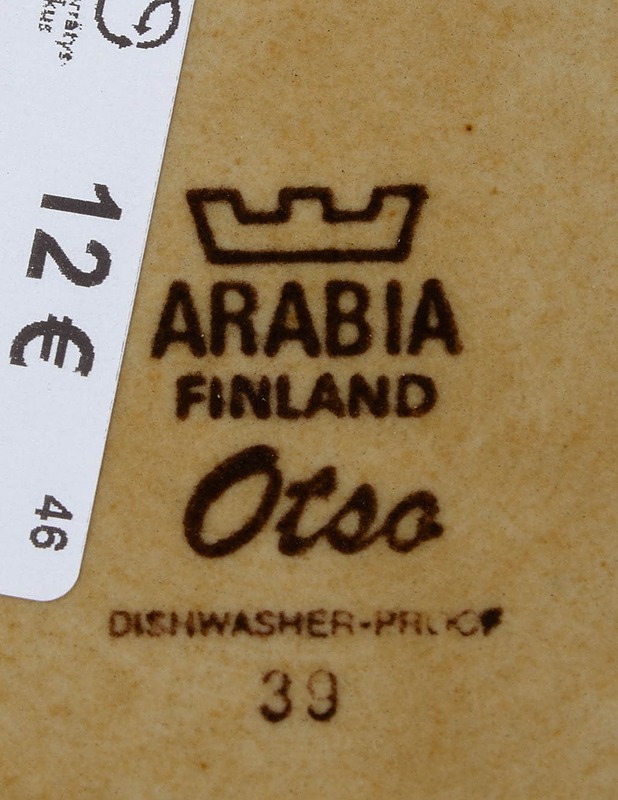 12 €
46
ARABIA
FINLAND
Otso
DISHWASHER-PROOF
39